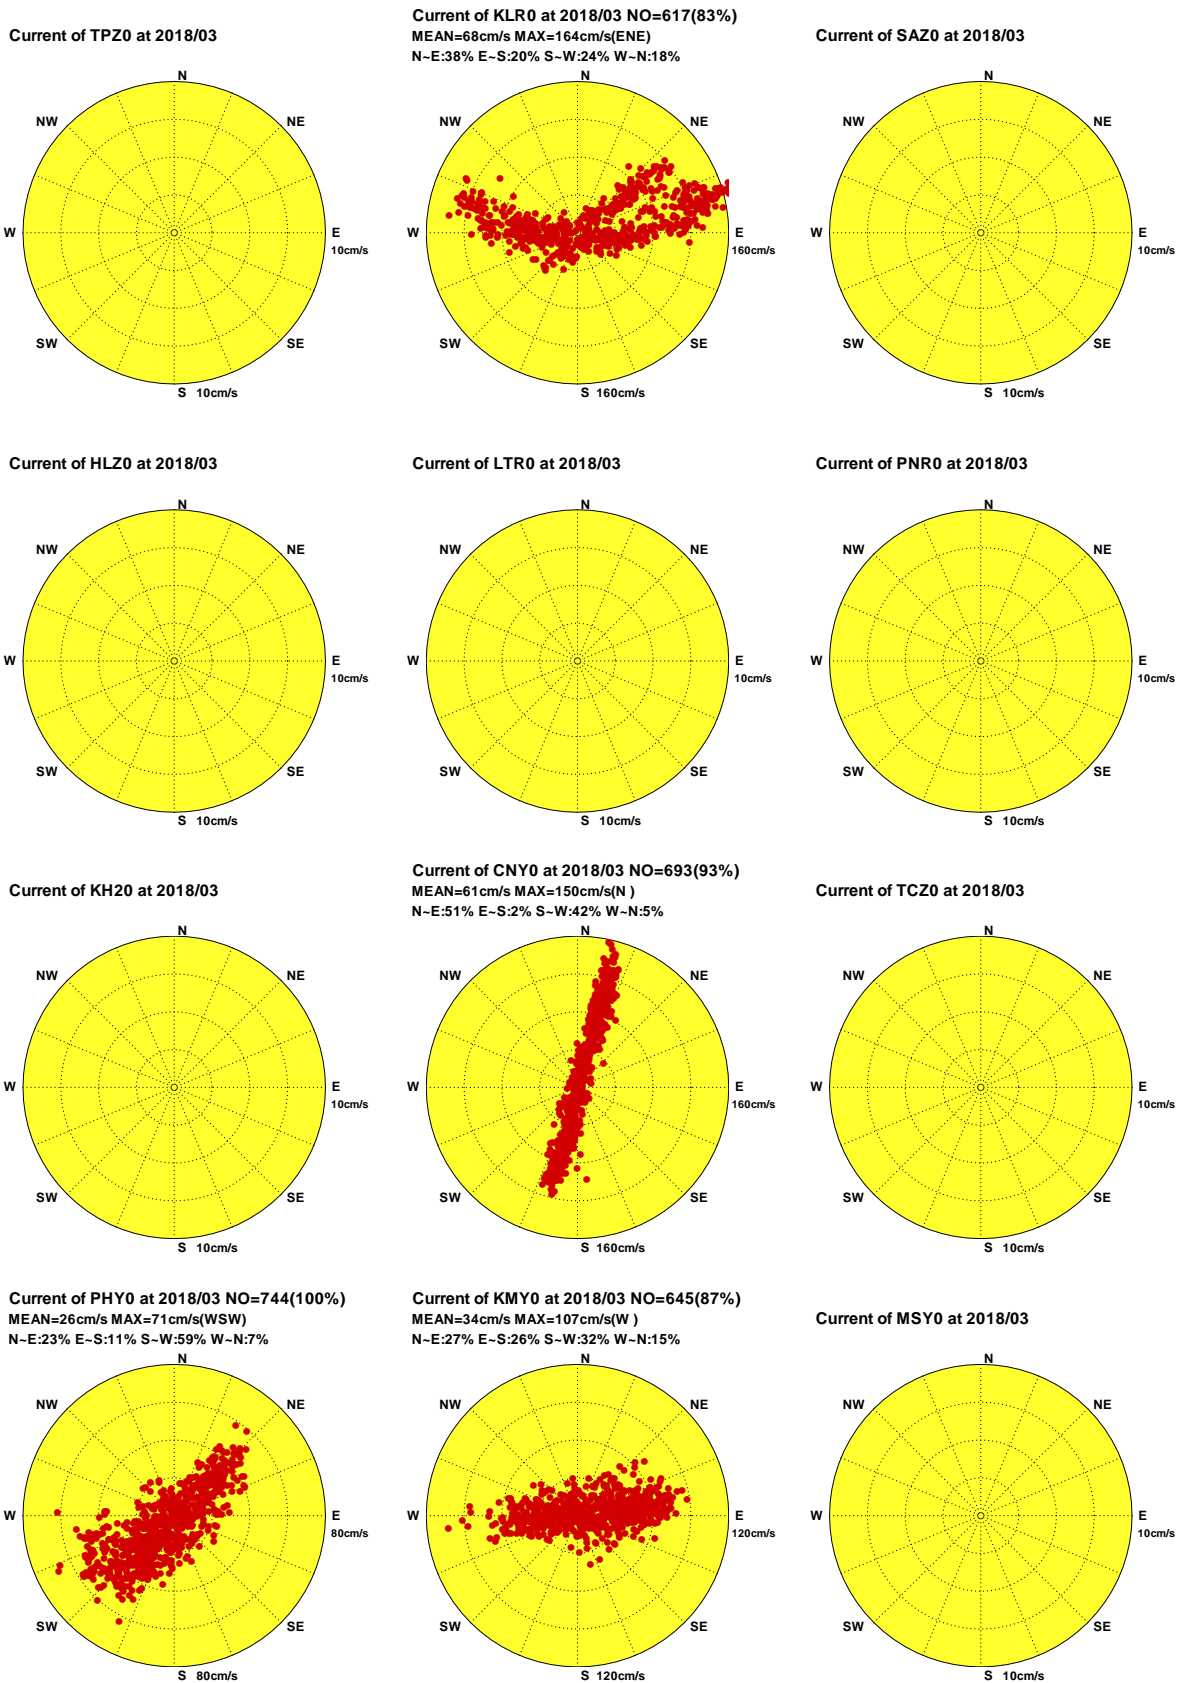 Current of TPZ0 at 2018/03
N
NW
NE
W
E
10cm/s
SW
SE
S 10cm/s
Current of KLR0 at 2018/03 NO=617(83%)
MEAN=68cm/s MAX=164cm/s(ENE)
N~E:38% E~S:20% S~W:24% W~N:18%
N
NW
NE
W
E
160cm/s
SW
SE
S 160cm/s
Current of SAZ0 at 2018/03
N
NW
NE
W
E
10cm/s
SW
SE
S 10cm/s
Current of HLZ0 at 2018/03
N
NW
NE
W
E
10cm/s
SW
SE
S 10cm/s
Current of LTR0 at 2018/03
N
NW
NE
W
E
10cm/s
SW
SE
S 10cm/s
Current of PNR0 at 2018/03
N
NW
NE
W
E
10cm/s
SW
SE
S 10cm/s
Current of KH20 at 2018/03
N
NW
NE
W
E
10cm/s
SW
SE
S 10cm/s
Current of CNY0 at 2018/03 NO=693(93%)
MEAN=61cm/s MAX=150cm/s(N )
N~E:51% E~S:2% S~W:42% W~N:5%
N
NW
NE
W
E
160cm/s
SW
SE
S 160cm/s
Current of TCZ0 at 2018/03
N
NW
NE
W
E
10cm/s
SW
SE
S 10cm/s
Current of PHY0 at 2018/03 NO=744(100%)
MEAN=26cm/s MAX=71cm/s(WSW)
N~E:23% E~S:11% S~W:59% W~N:7%
N
NW
NE
W
E
80cm/s
SW
SE
S 80cm/s
Current of KMY0 at 2018/03 NO=645(87%)
MEAN=34cm/s MAX=107cm/s(W )
N~E:27% E~S:26% S~W:32% W~N:15%
N
NW
NE
W
E
120cm/s
SW
SE
S 120cm/s
Current of MSY0 at 2018/03
N
NW
NE
W
E
10cm/s
SW
SE
S 10cm/s